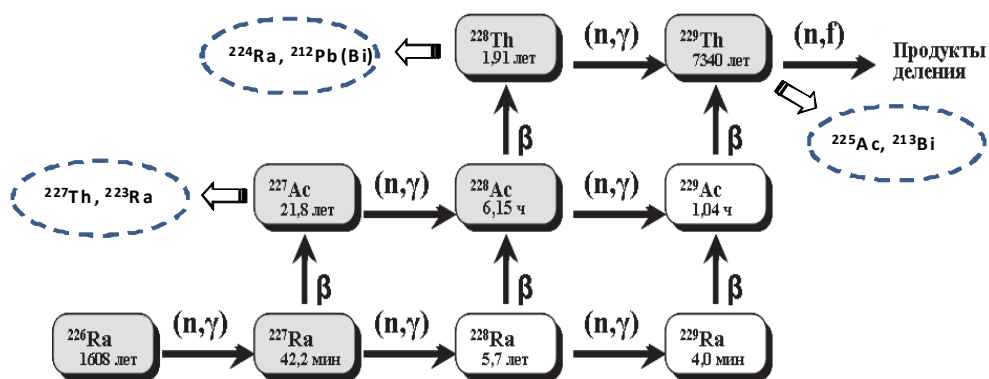 ²²⁴Ra, ²¹²Pb(Bi)
²²⁸Th
1,91 лет
(n,γ)
²²⁹Th
7340 лет
(n,f)
Продукты
деления
β
β
²²⁵Ac, ²¹³Bi
²²⁷Th, ²²³Ra
²²⁷Ac
21,8 лет
(n,γ)
²²⁸Ac
6,15 ч
(n,γ)
²²⁹Ac
1,04 ч
β
β
β
²²⁶Ra
1608 лет
(n,γ)
²²⁷Ra
42,2 мин
(n,γ)
²²⁸Ra
5,7 лет
(n,γ)
²²⁹Ra
4,0 мин